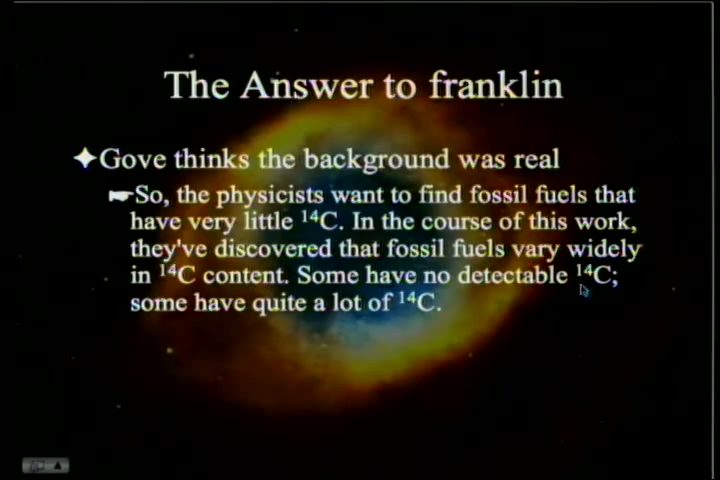 The Answer to franklin
Gove thinks the background was real
So, the physicists want to find fossil fuels that
have very little ¹⁴C. In the course of this work,
they've discovered that fossil fuels vary widely
in ¹⁴C content. Some have no detectable ¹⁴C;
some have quite a lot of ¹⁴C.